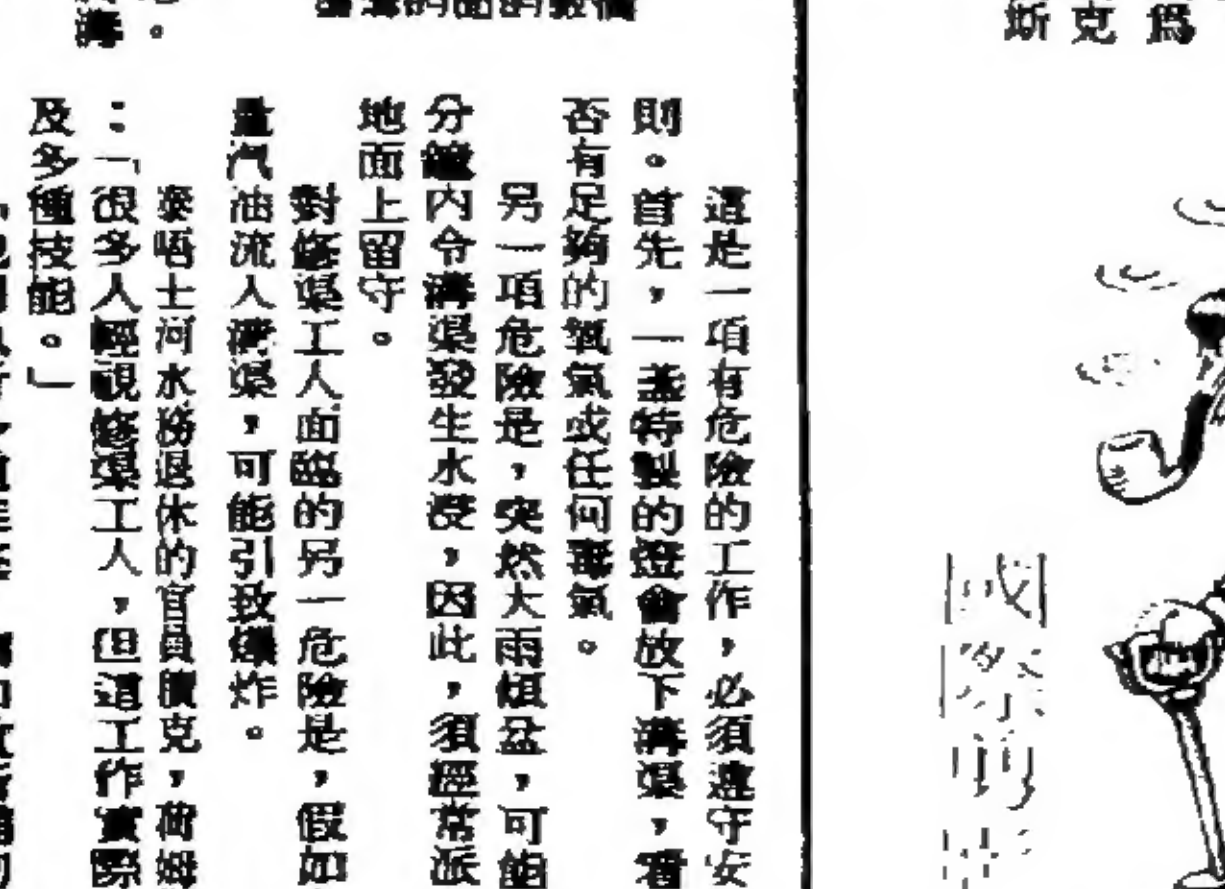 斯克爲
這是一項有危險的工作，必須遵守安
則。首先，一盞特製的燈會放下溝渠，看
否有足夠的氧氣或任何毒氣。
另一項危險是，突然大雨傾盆，可能
分鐘內令溝渠發生水浸，因此，須經常派
地面上留守。
對修渠工人面臨的另一危險是，假如
量汽油流入溝渠，可能引致爆炸。
泰晤士河水務退休的官員積克，荷姆
：「很多人輕視修渠工人，但這工作實際
及多種技能。」